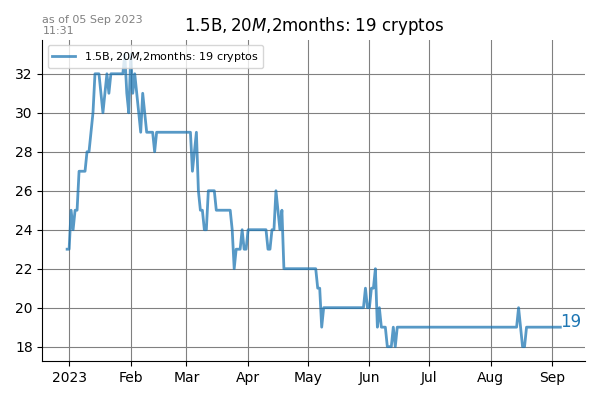 as of 05 Sep 2023
11:31
1.5B, 20M,2months: 19 cryptos
1.5B, 20M,2months: 19 cryptos
32
30
28
26
24
22
20
18
19
2023 Feb Mar Apr May Jun Jul Aug Sep